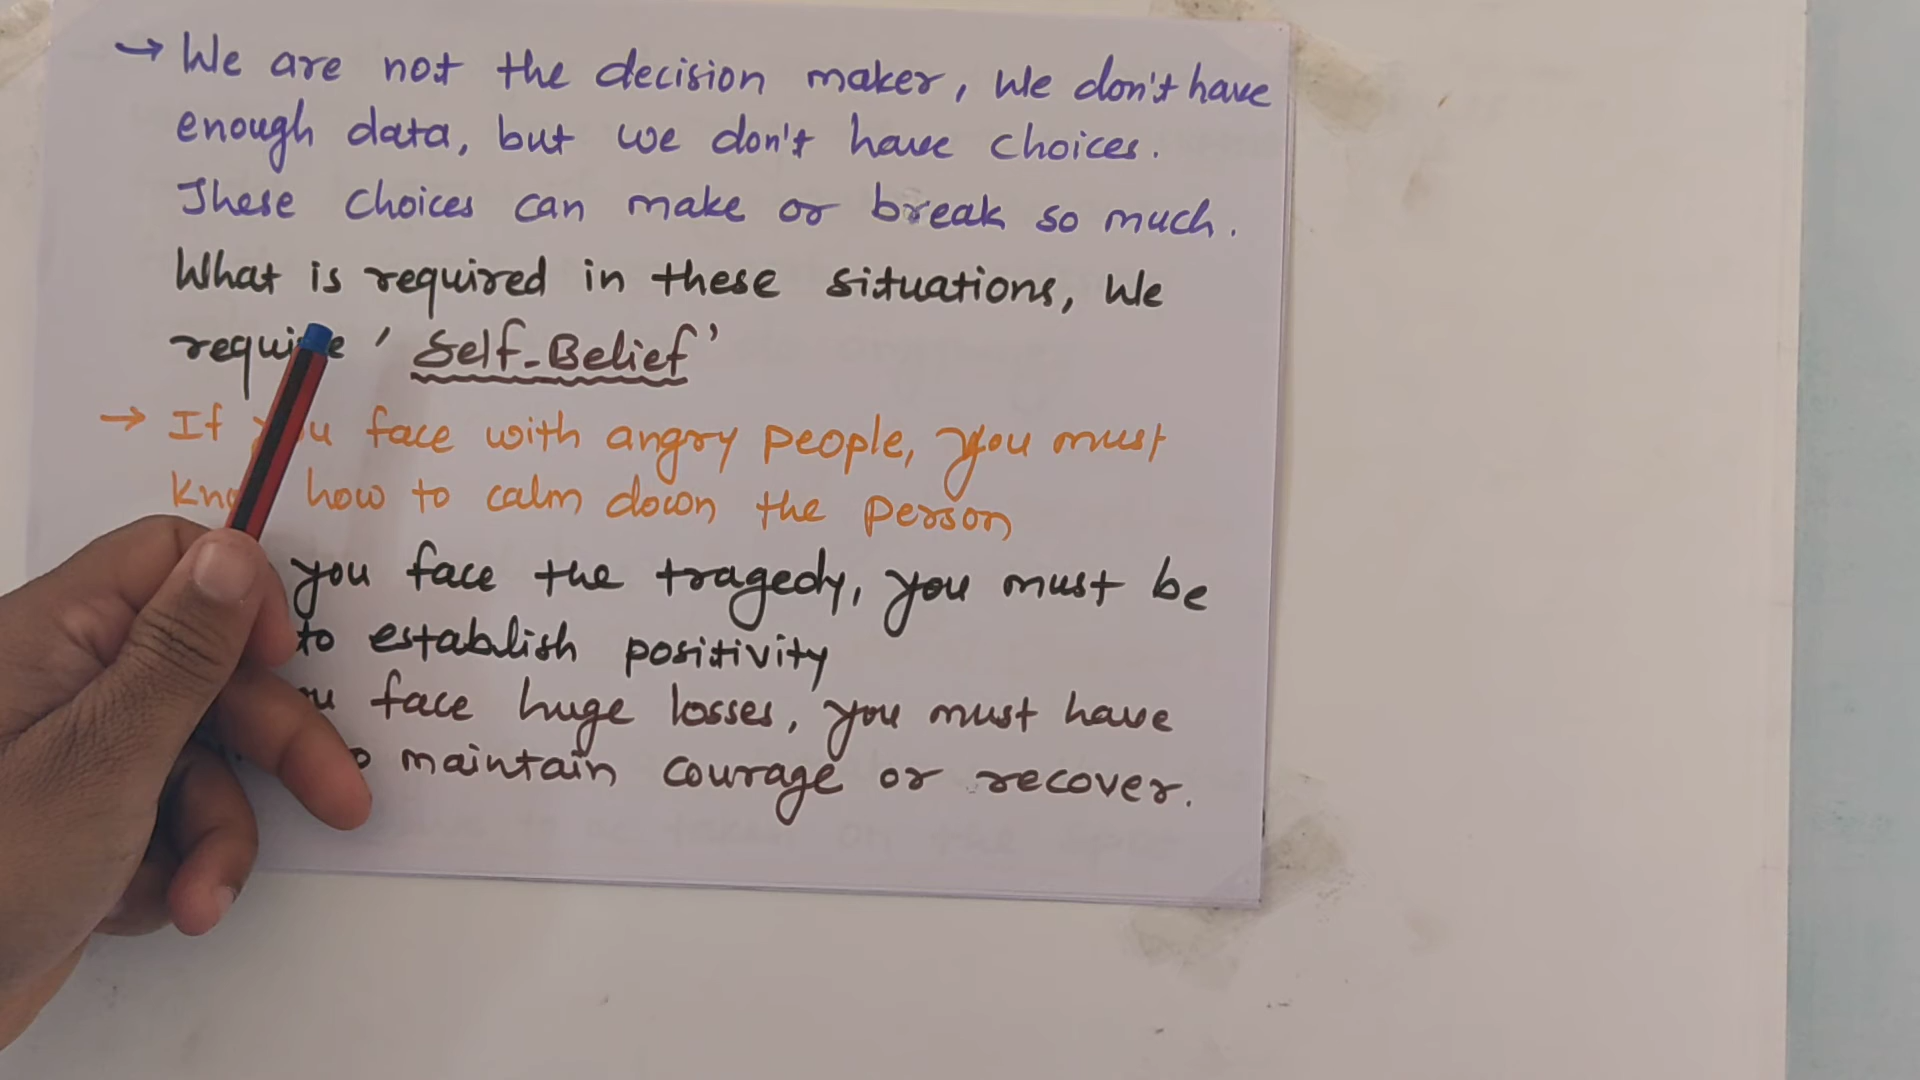 → We are not the decision maker, We don't have
enough data, but we don't have choices.
These choices can make or break so much.
What is required in these situations, We
require 'Self-Belief'
→ If you face with angry people, you must
know how to calm down the person
you face the tragedy, you must be
to establish positivity
face huge losses, you must have
maintain courage or recover.